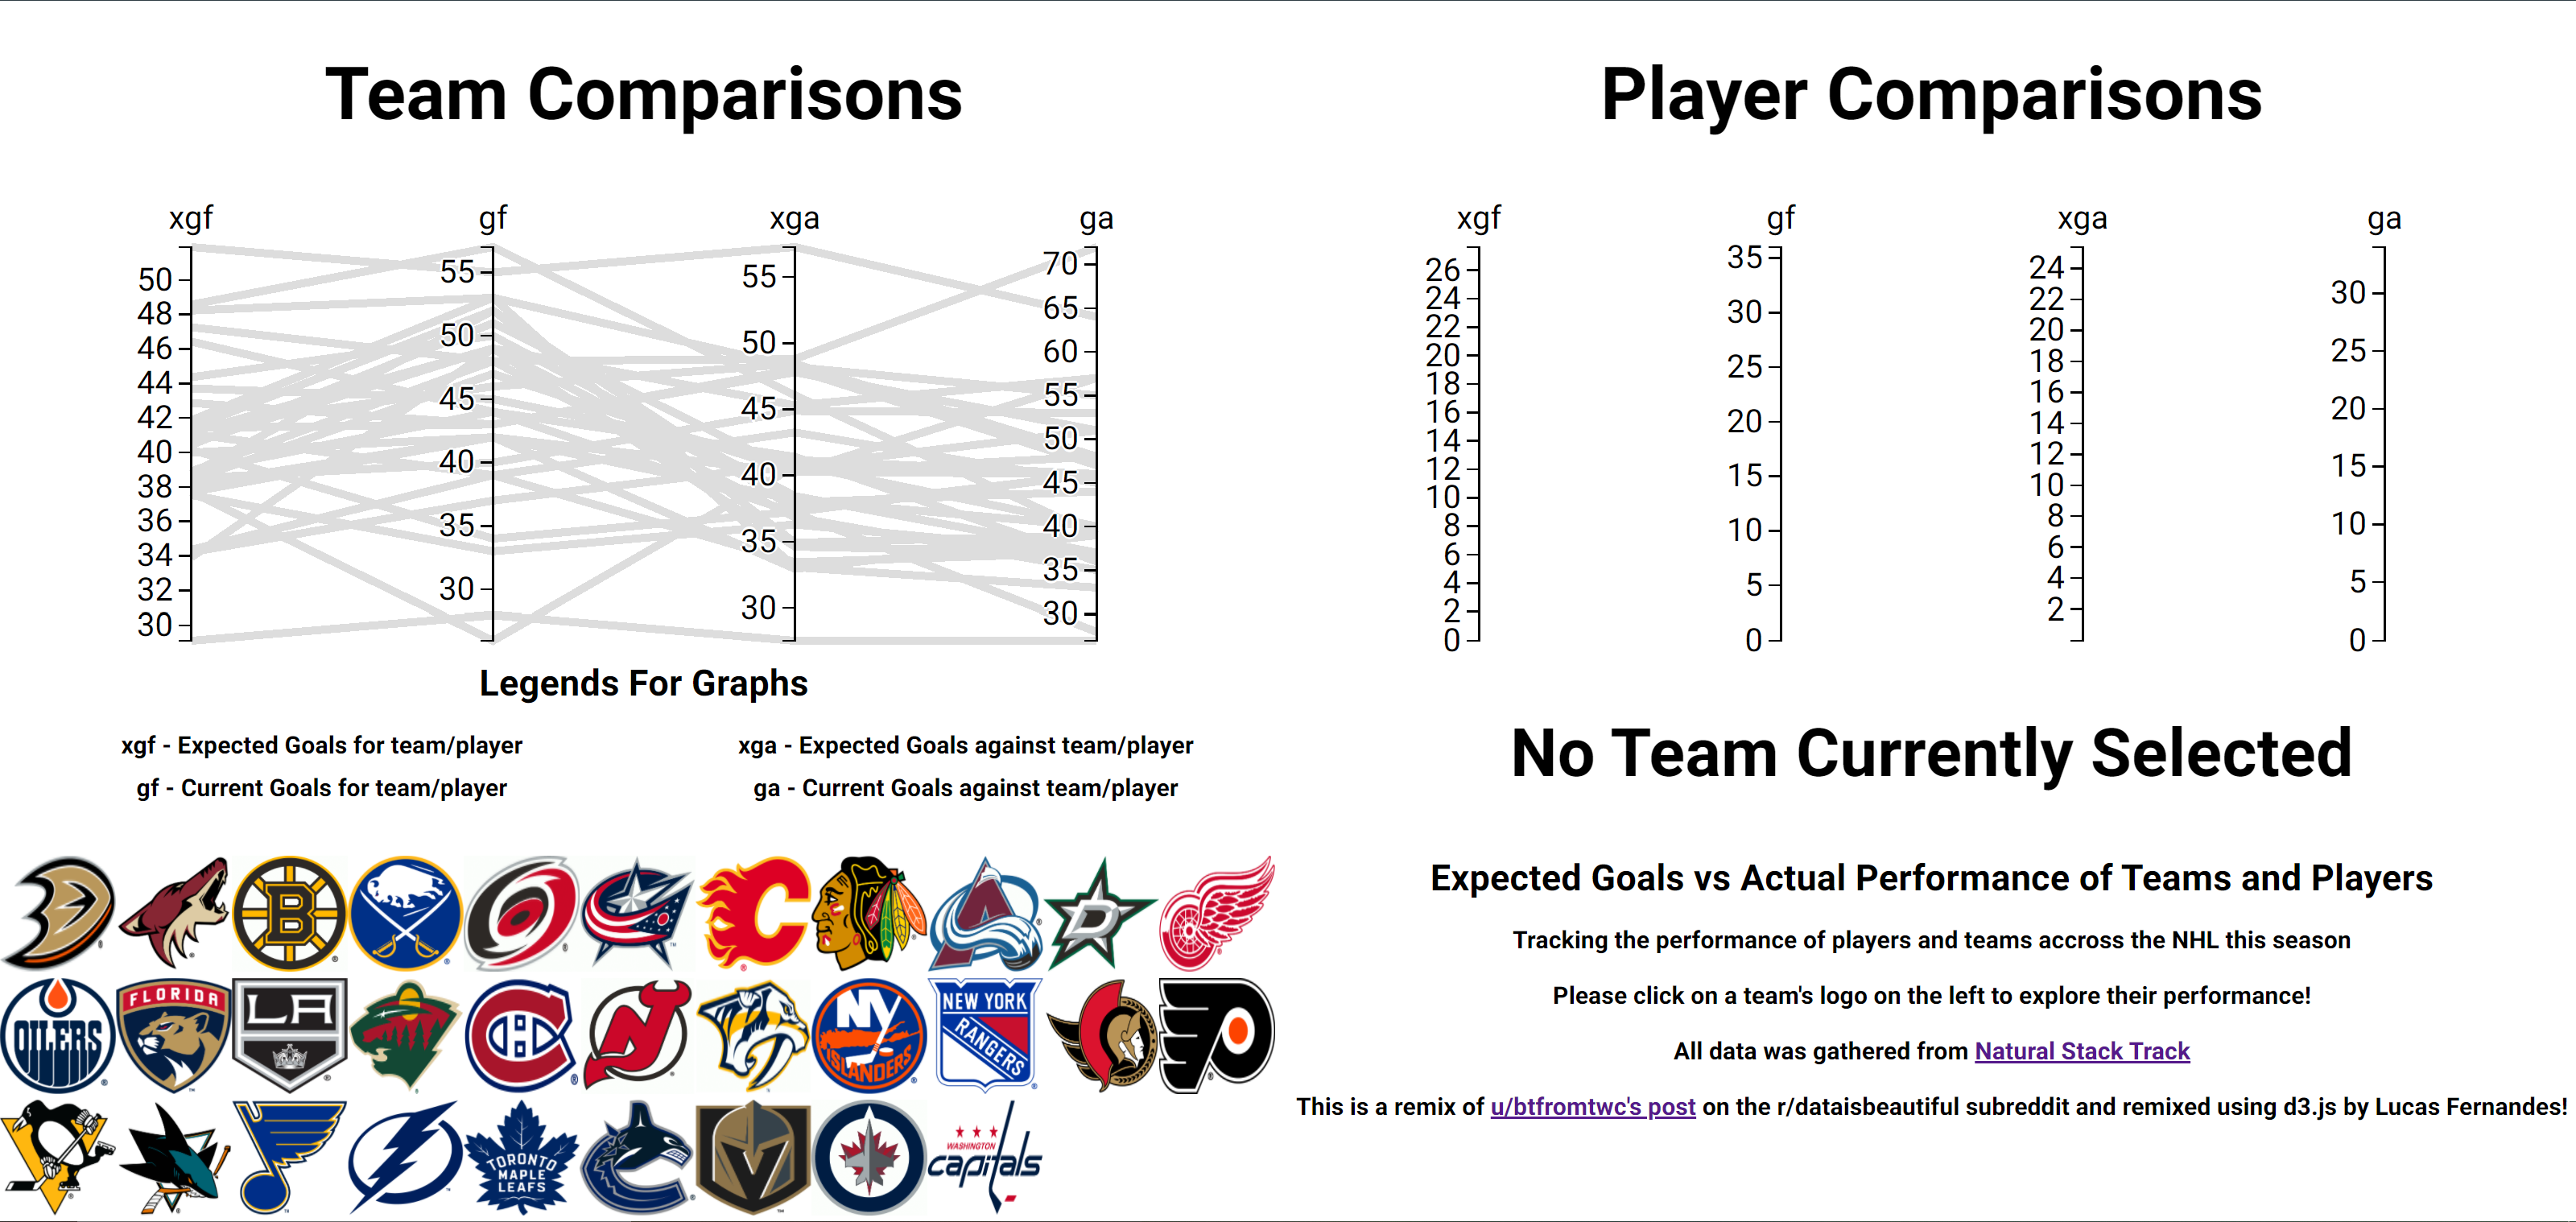 Team Comparisons
xgf gf xga ga
50
48
46
44
42
40
38
36
34
32
30
55
50
45
40
35
30
55
50
45
40
35
30
70
65
60
55
50
45
40
35
30
Legends For Graphs
xgf - Expected Goals for team/player
gf - Current Goals for team/player
xga - Expected Goals against team/player
ga - Current Goals against team/player
B
C
D
OILERS
FLORIDA
LA
NY
ISLANDERS
NEW YORK
RANGERS
TORONTO
MAPLE
LEAFS
WASHINGTON
capitals
Player Comparisons
xgf gf xga ga
26
24
22
20
18
16
14
12
10
8
6
4
2
0
35
30
25
20
15
10
5
0
24
22
20
18
16
14
12
10
8
6
4
2
30
25
20
15
10
5
0
No Team Currently Selected
Expected Goals vs Actual Performance of Teams and Players
Tracking the performance of players and teams accross the NHL this season
Please click on a team's logo on the left to explore their performance!
All data was gathered from Natural Stack Track
This is a remix of u/btfromtwc's post on the r/dataisbeautiful subreddit and remixed using d3.js by Lucas Fernandes!